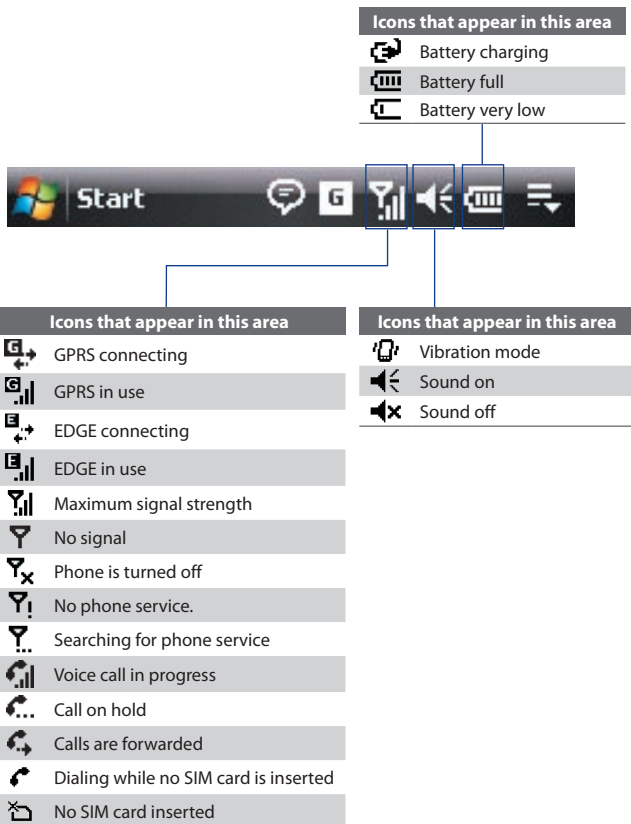 Icons that appear in this area
Battery charging
Battery full
Battery very low
Start
G
Icons that appear in this area
GPRS connecting
GPRS in use
EDGE connecting
EDGE in use
Maximum signal strength
No signal
Phone is turned off
No phone service.
Searching for phone service
Voice call in progress
Call on hold
Calls are forwarded
Dialing while no SIM card is inserted
No SIM card inserted
Icons that appear in this area
Vibration mode
Sound on
Sound off